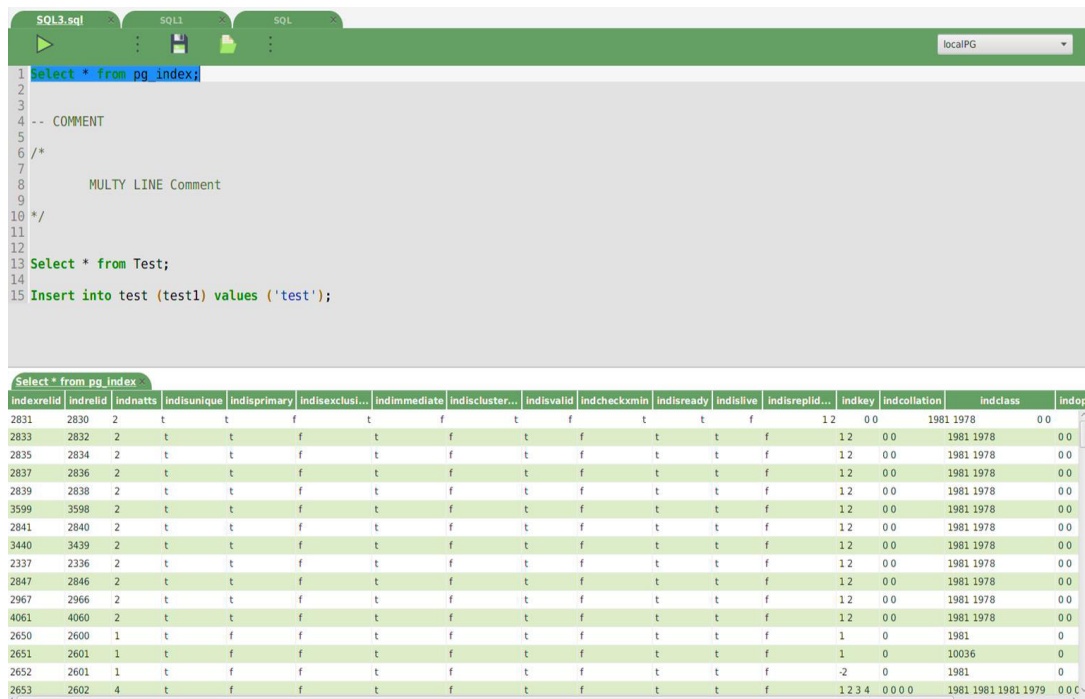 SQL3.sql × SQL1 × SQL ×
localPG
1 Select * from pg_index;
2
3
4 -- COMMENT
5
6 /*
7
8 MULTY LINE Comment
9
10 */
11
12
13 Select * from Test;
14
15 Insert into test (test1) values ('test');
Select * from pg_index ×
indexrelid indrelid indnatts indisunique indisprimary indisexclusi... indimmediate indiscluster... indisvalid indcheckxmin indisready indislive indisreplid... indkey indcollation indclass indop
2831 2830 2 t t f t f t f t t f 1 2 0 0 1981 1978 0 0
2833 2832 2 t t f t f t f t t f 1 2 0 0 1981 1978 0 0
2835 2834 2 t t f t f t f t t f 1 2 0 0 1981 1978 0 0
2837 2836 2 t t f t f t f t t f 1 2 0 0 1981 1978 0 0
2839 2838 2 t t f t f t f t t f 1 2 0 0 1981 1978 0 0
3599 3598 2 t t f t f t f t t f 1 2 0 0 1981 1978 0 0
2841 2840 2 t t f t f t f t t f 1 2 0 0 1981 1978 0 0
3440 3439 2 t t f t f t f t t f 1 2 0 0 1981 1978 0 0
2337 2336 2 t t f t f t f t t f 1 2 0 0 1981 1978 0 0
2847 2846 2 t t f t f t f t t f 1 2 0 0 1981 1978 0 0
2967 2966 2 t t f t f t f t t f 1 2 0 0 1981 1978 0 0
4061 4060 2 t t f t f t f t t f 1 2 0 0 1981 1978 0 0
2650 2600 1 t f f t f t f t t f 1 0 1981 0
2651 2601 1 t f f t f t f t t f 1 0 10036 0
2652 2601 1 t f f t f t f t t f -2 0 1981 0
2653 2602 4 t f f t f t f t t f 1 2 3 4 0 0 0 0 1981 1981 1981 1979 0 0